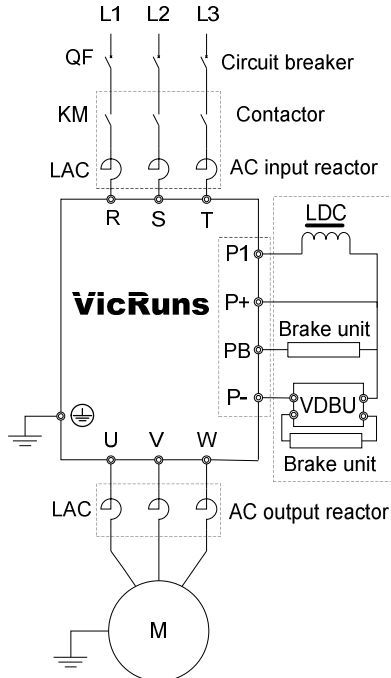 L1 L2 L3
QF Circuit breaker
KM Contactor
LAC AC input reactor
R S T
LDC
P1
VicRuns
P+
Brake unit
PB
P- VDBU
U V W
Brake unit
LAC AC output reactor
M